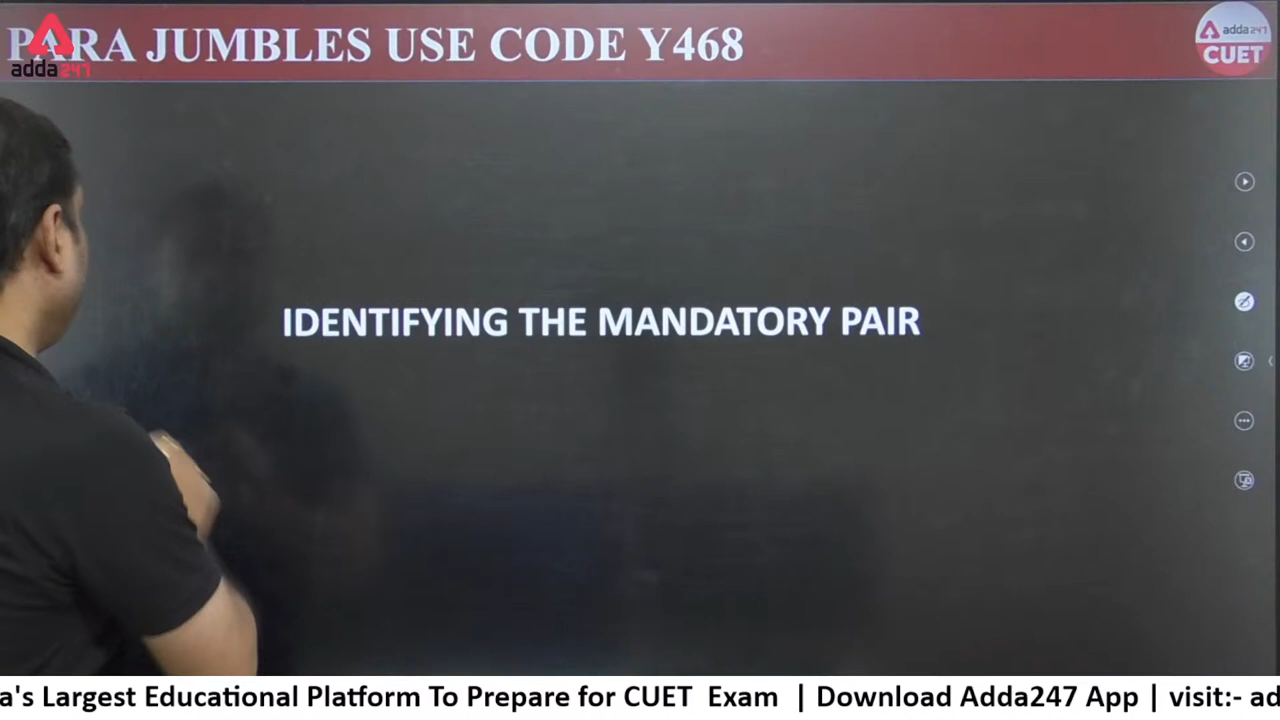 PARA JUMBLES USE CODE Y468
adda247
adda247
CUET
IDENTIFYING THE MANDATORY PAIR
a's Largest Educational Platform To Prepare for CUET Exam | Download Adda247 App | visit:- ad